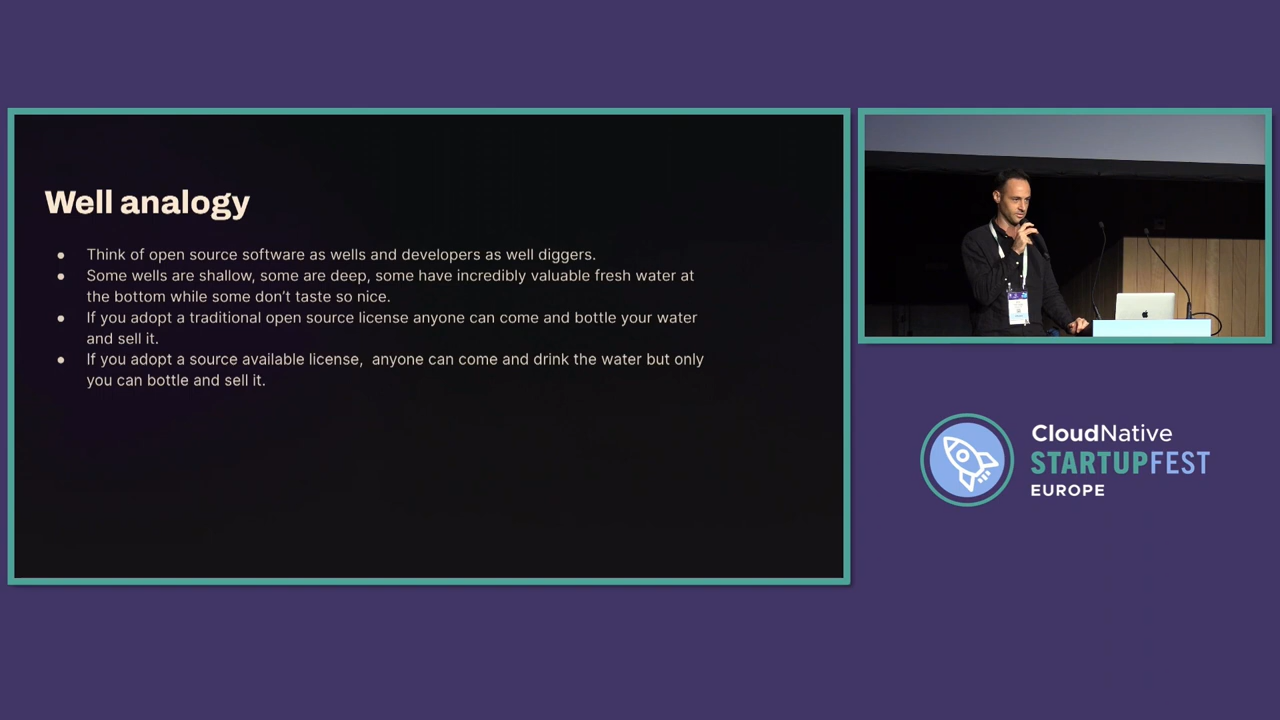 Well analogy
● Think of open source software as wells and developers as well diggers.
● Some wells are shallow, some are deep, some have incredibly valuable fresh water at
the bottom while some don’t taste so nice.
● If you adopt a traditional open source license anyone can come and bottle your water
and sell it.
● If you adopt a source available license,  anyone can come and drink the water but only
you can bottle and sell it.
CloudNative
STARTUPFEST
EUROPE